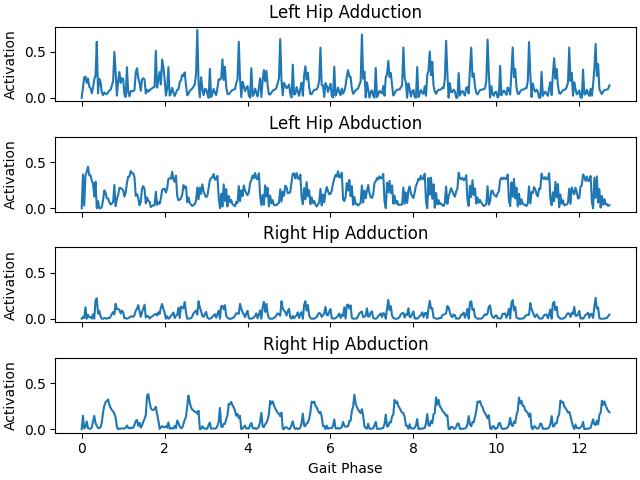 Left Hip Adduction
Activation
0.5
0.0
Left Hip Abduction
Activation
0.5
0.0
Right Hip Adduction
Activation
0.5
0.0
Right Hip Abduction
Activation
0.5
0.0
0 2 4 6 8 10 12
Gait Phase